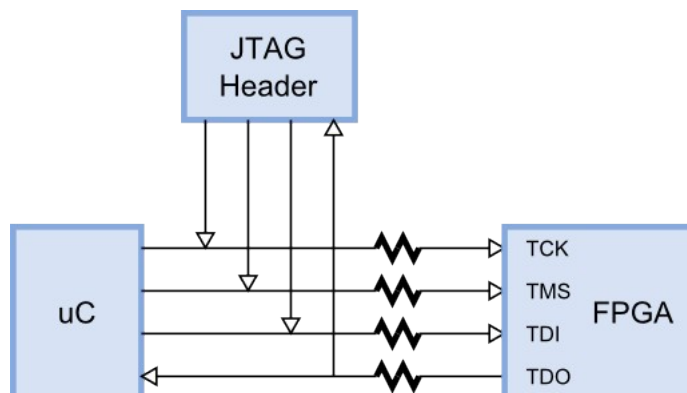 JTAG
Header
uC
TCK
TMS
TDI
TDO
FPGA